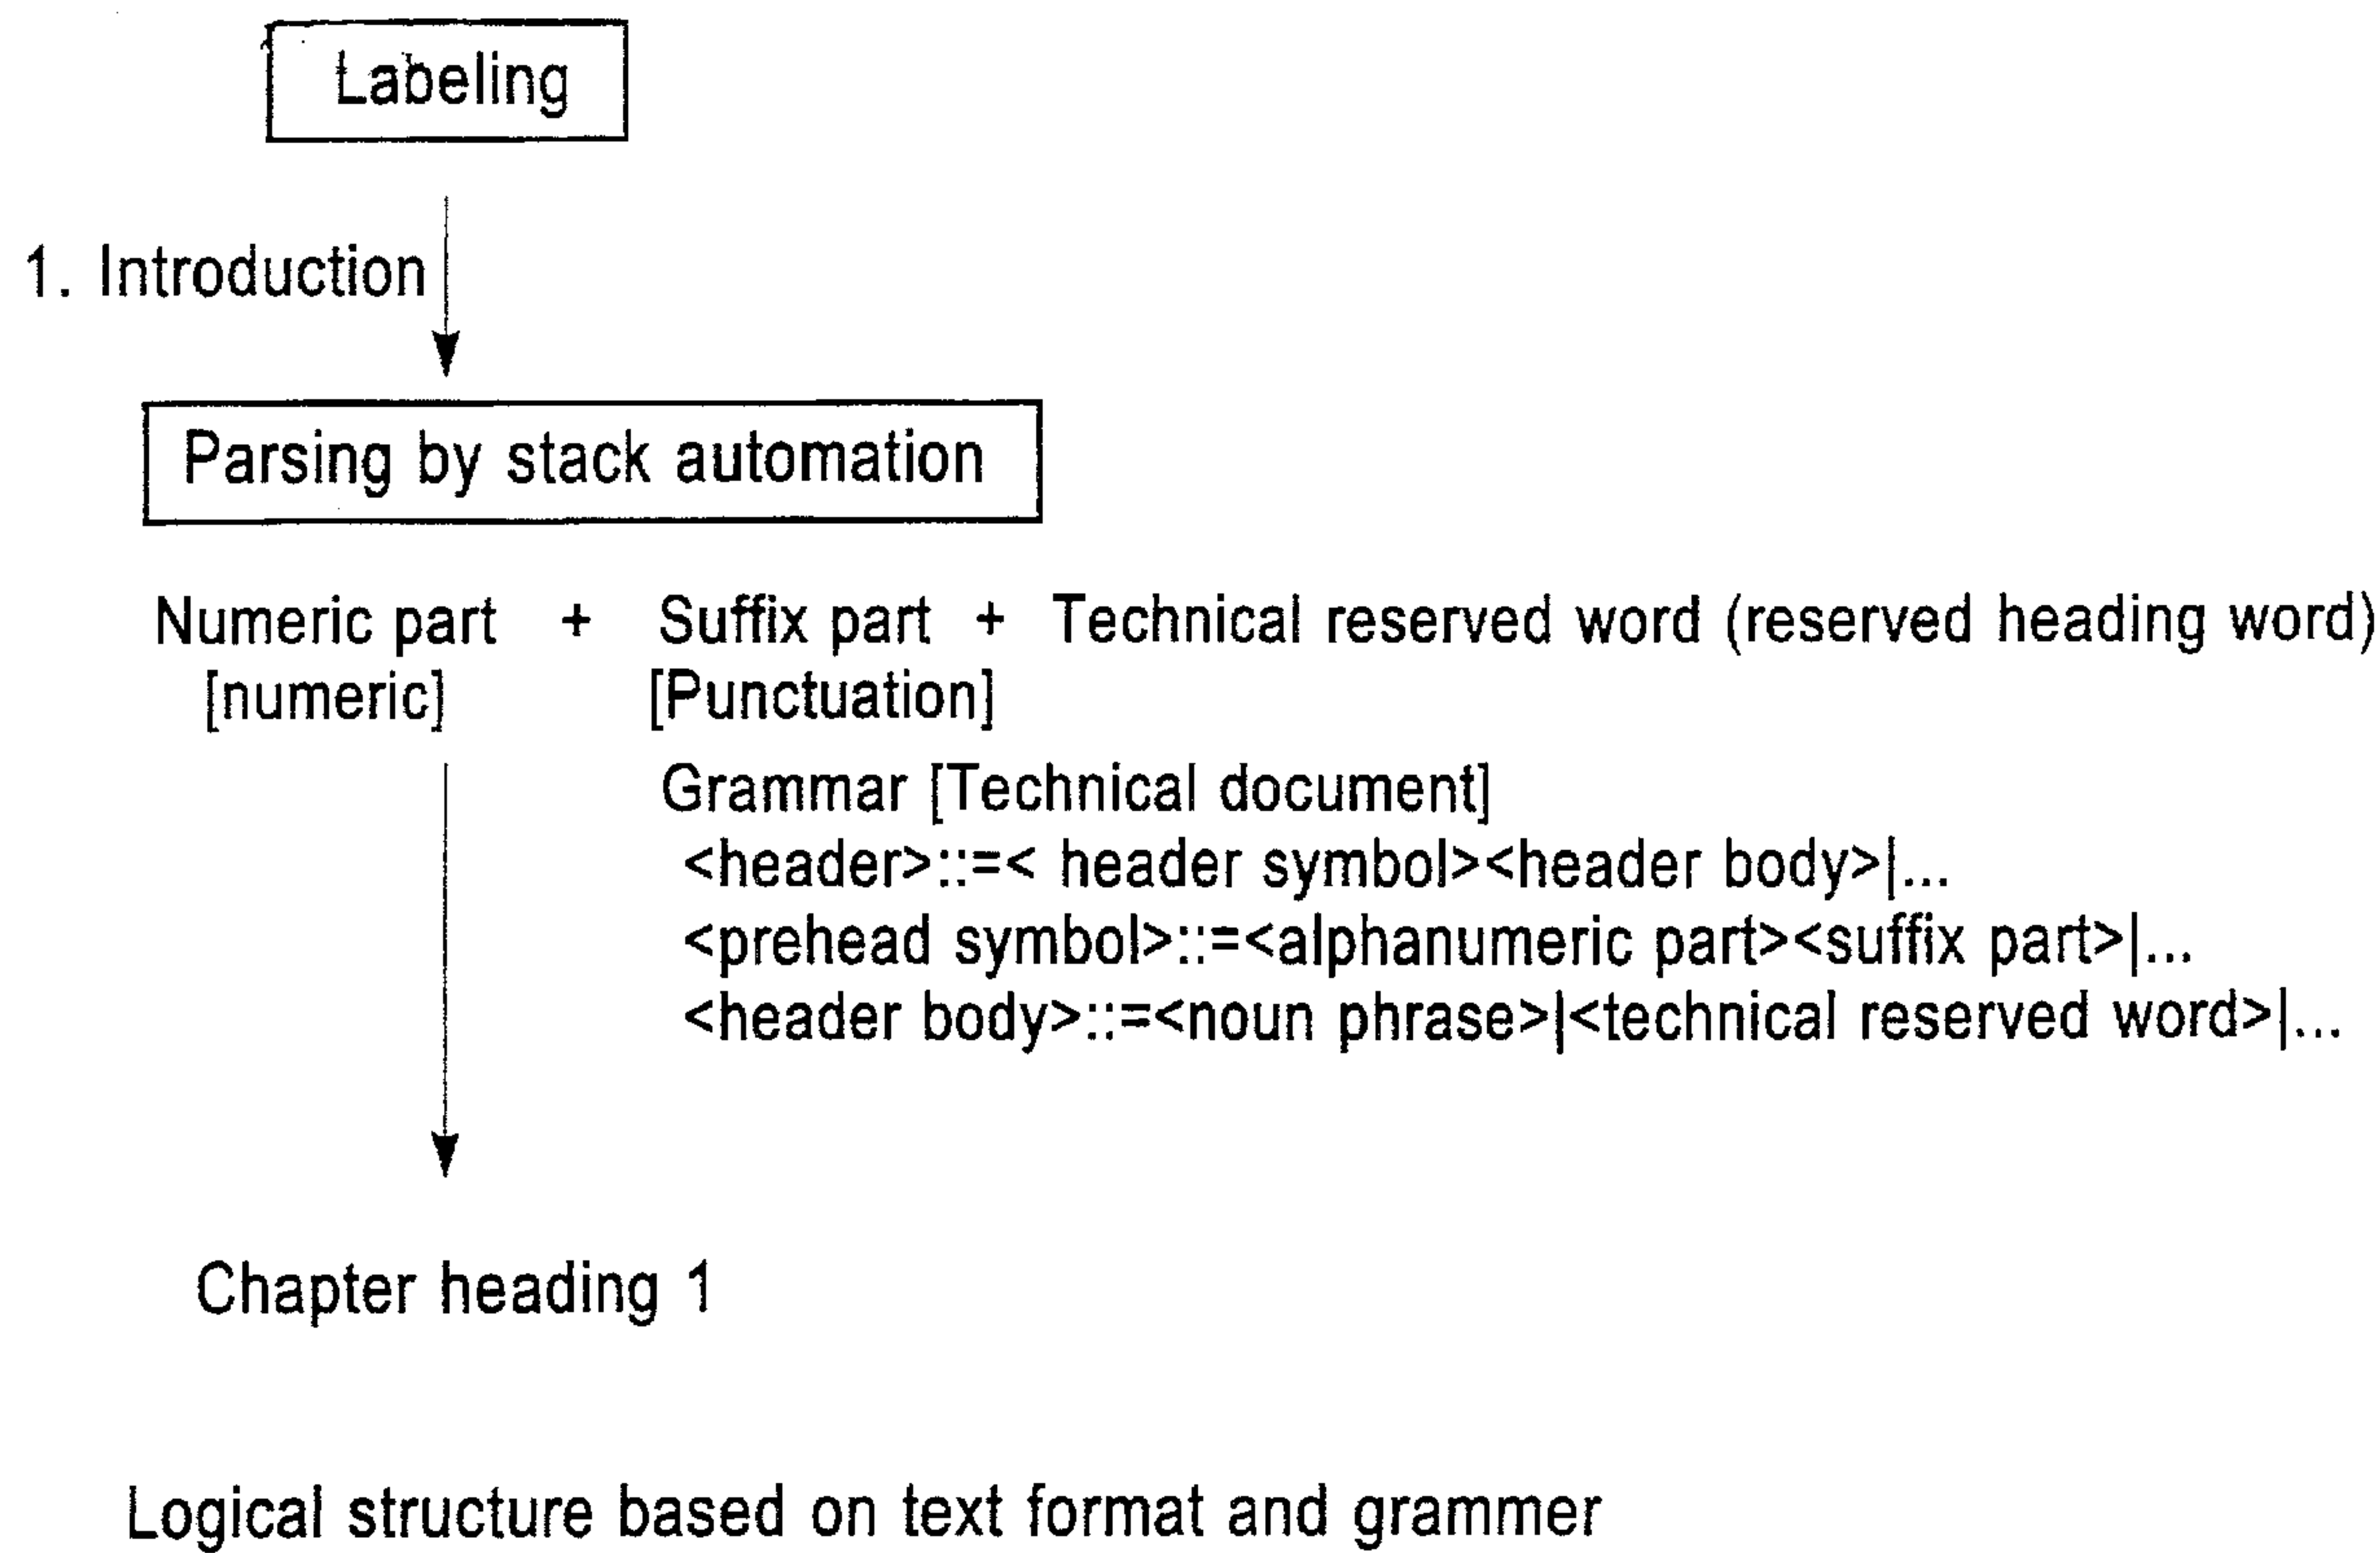 Labeling
1. Introduction
Parsing by stack automation
Numeric part + Suffix part + Technical reserved word (reserved heading word)
[numeric] [Punctuation]
Grammar [Technical document]
<header>::=< header symbol><header body>|...
<prehead symbol>::=<alphanumeric part><suffix part>|...
<header body>::=<noun phrase>|<technical reserved word>|...
Chapter heading 1
Logical structure based on text format and grammer